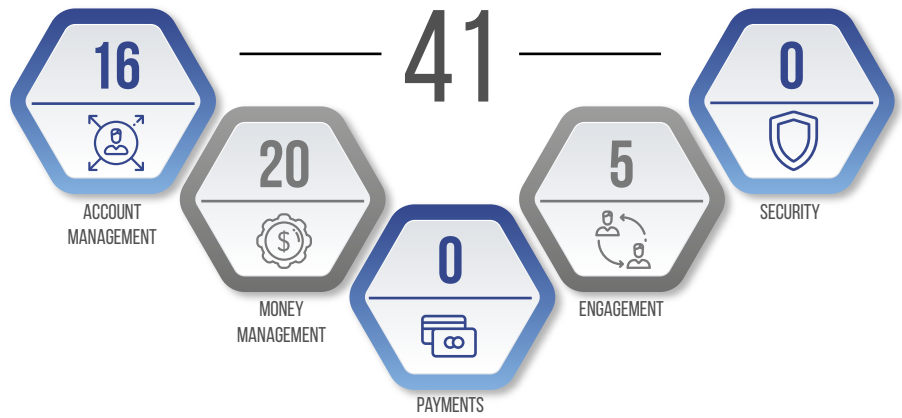 41
16
ACCOUNT
MANAGEMENT
20
$
MONEY
MANAGEMENT
0
PAYMENTS
5
ENGAGEMENT
0
SECURITY